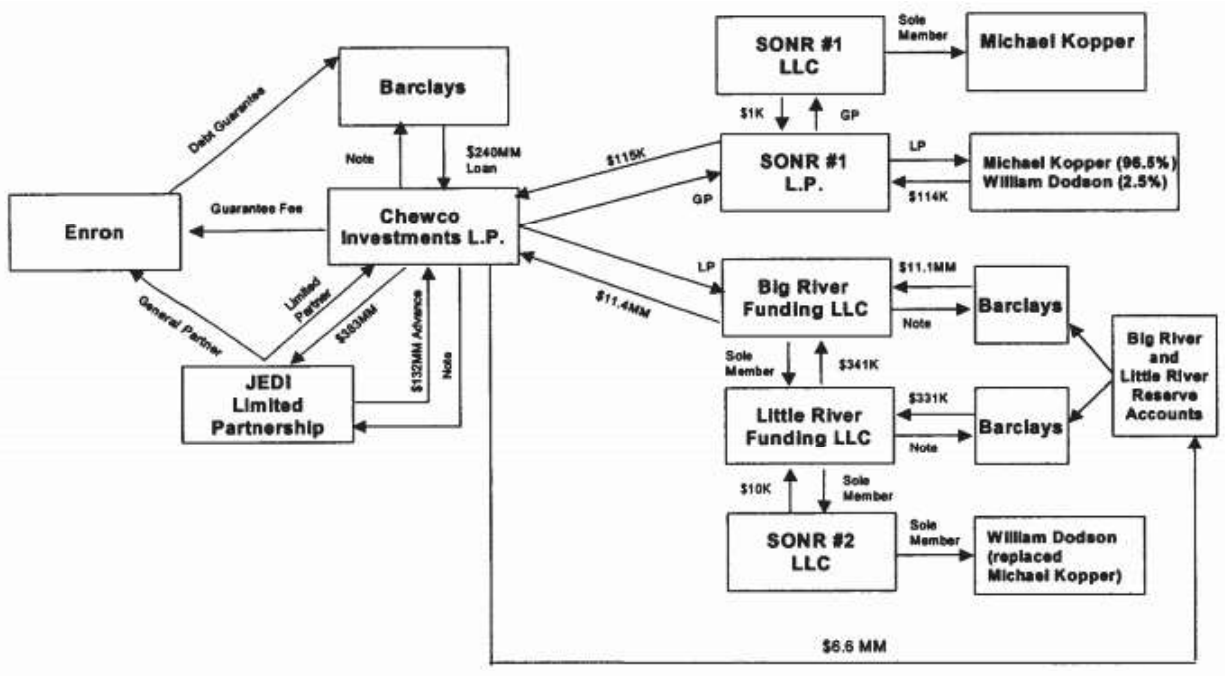 Sole
Member
SONR #1
LLC
Michael Kopper
Barclays
Debt Guarantee
$1K
GP
Note
$240MM
Loan
$115K
SONR #1
L.P.
LP
$114K
Michael Kopper (96.5%)
William Dodson (2.5%)
GP
Enron
Guarantee Fee
Chewco
Investments L.P.
LP
$11.4MM
Big River
Funding LLC
$11.1MM
Note
Barclays
General Partner
Limited
Partner
$383MM
$132MM Advance
Note
Big River
and
Little River
Reserve
Accounts
Sole
Member
$341K
JEDI
Limited
Partnership
Little River
Funding LLC
$331K
Note
Barclays
$10K
Sole
Member
SONR #2
LLC
Sole
Member
William Dodson
(replaced
Michael Kopper)
$6.6 MM